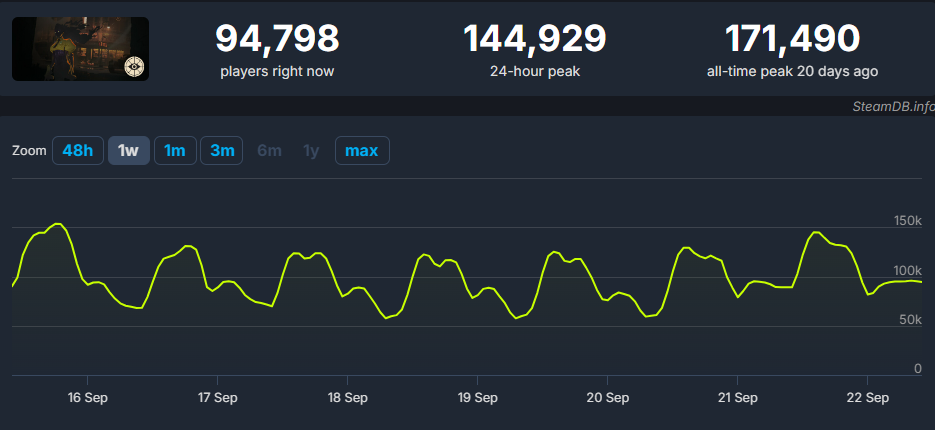 94,798
players right now
144,929
24-hour peak
171,490
all-time peak 20 days ago
SteamDB.info
Zoom 48h 1w 1m 3m 6m 1y max
150k
100k
50k
0
16 Sep 17 Sep 18 Sep 19 Sep 20 Sep 21 Sep 22 Sep